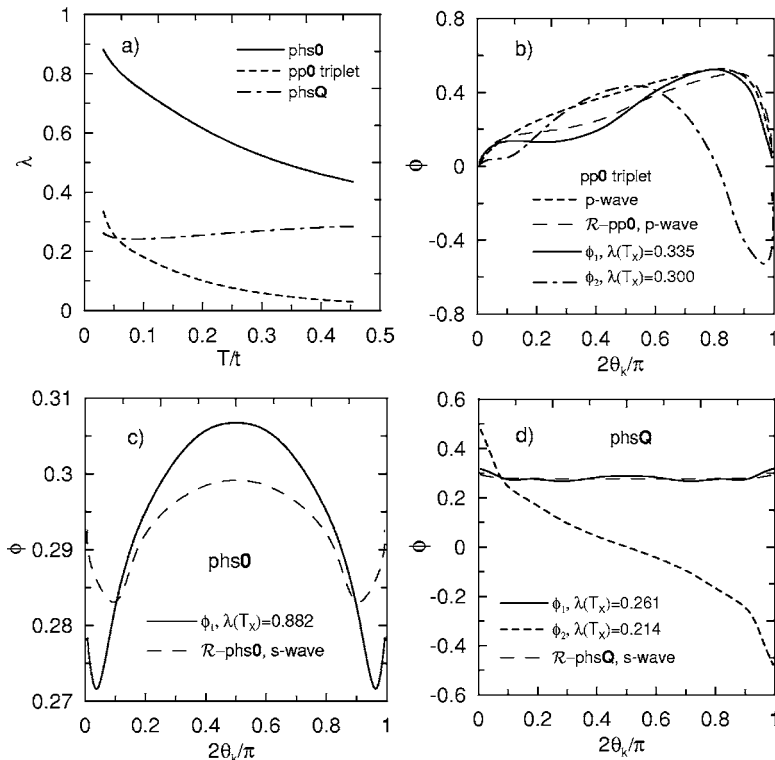 a)
phs0
pp0 triplet
phsQ
λ
1
0.8
0.6
0.4
0.2
0
0 0.1 0.2 0.3 0.4 0.5
T/t
b)
ϕ
0.8
0.4
0
-0.4
-0.8
pp0 triplet
p-wave
ℛ-pp0, p-wave
ϕ₁, λ(Tₓ)=0.335
ϕ₂, λ(Tₓ)=0.300
0 0.2 0.4 0.6 0.8 1
2θₖ/π
c)
ϕ
0.31
0.3
0.29
0.28
0.27
phs0
ϕ₁, λ(Tₓ)=0.882
ℛ-phs0, s-wave
0 0.2 0.4 0.6 0.8 1
2θₖ/π
d)
phsQ
ϕ
0.6
0.4
0.2
0
-0.2
-0.4
-0.6
ϕ₁, λ(Tₓ)=0.261
ϕ₂, λ(Tₓ)=0.214
ℛ-phsQ, s-wave
0 0.2 0.4 0.6 0.8 1
2θₖ/π